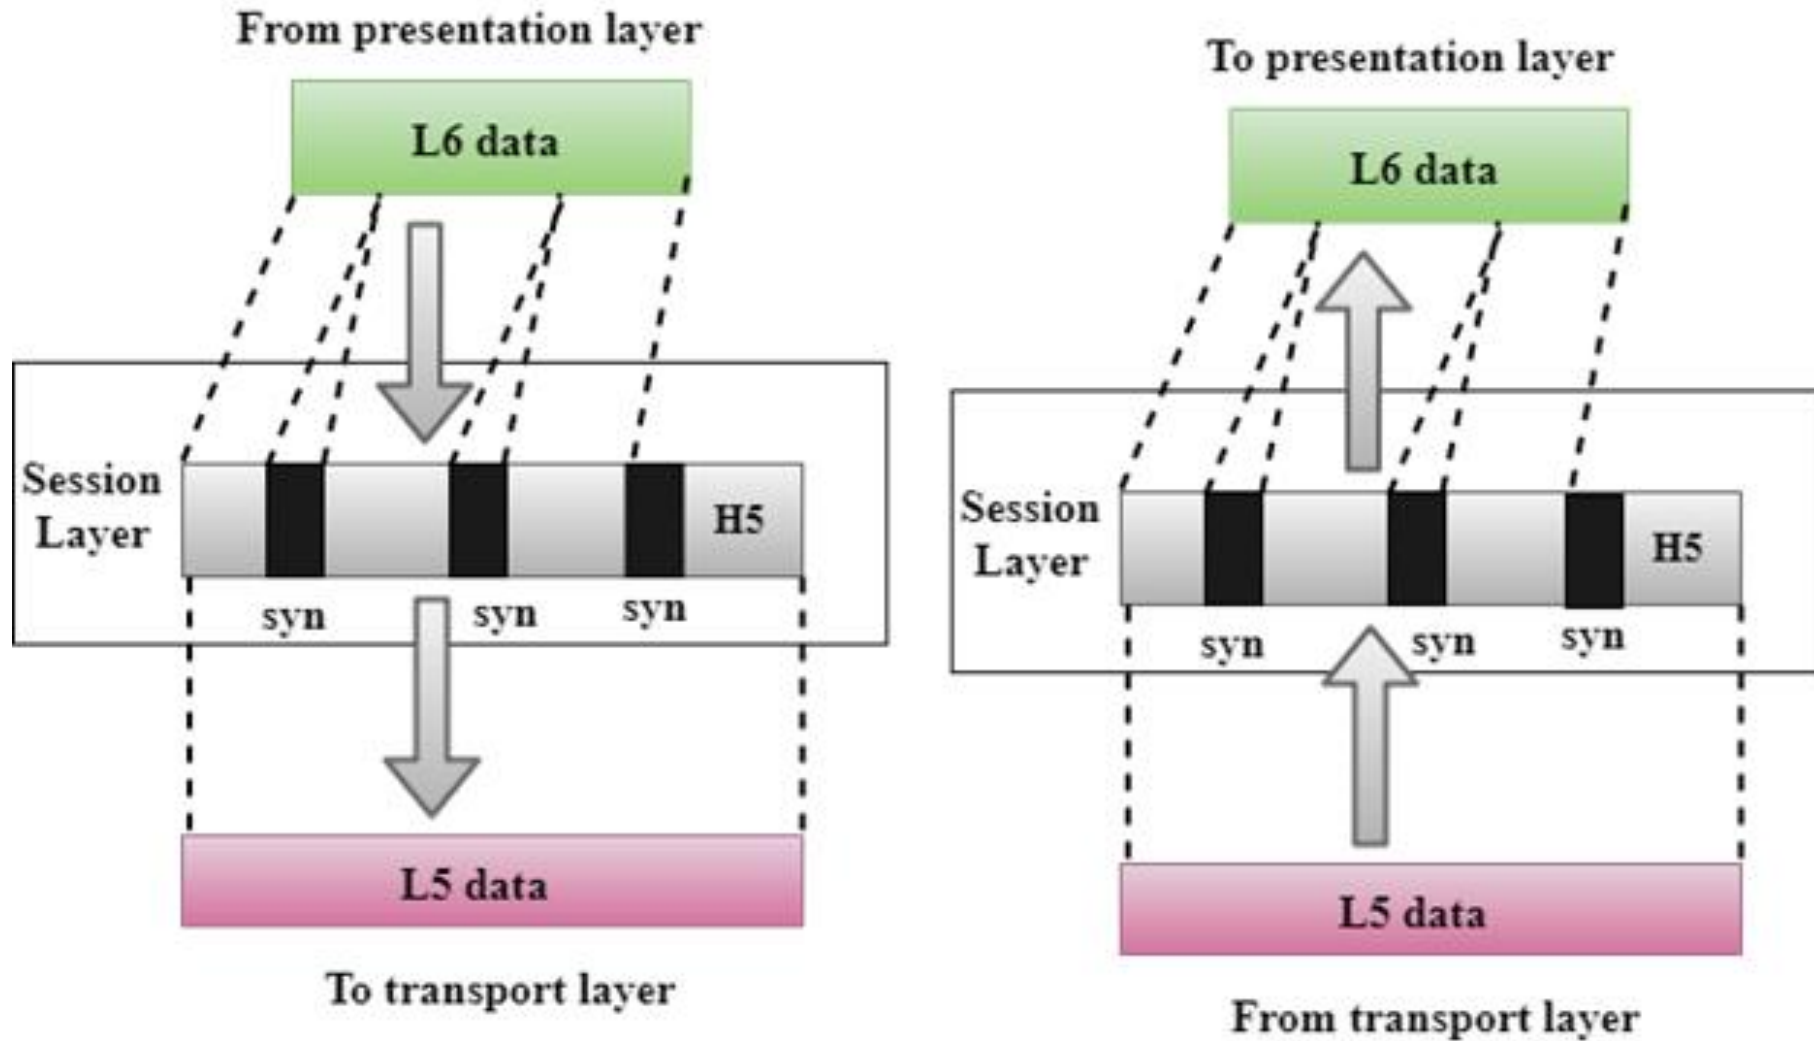 From presentation layer
L6 data
Session
Layer
H5
syn
syn
syn
L5 data
To transport layer
To presentation layer
L6 data
Session
Layer
H5
syn
syn
syn
L5 data
From transport layer